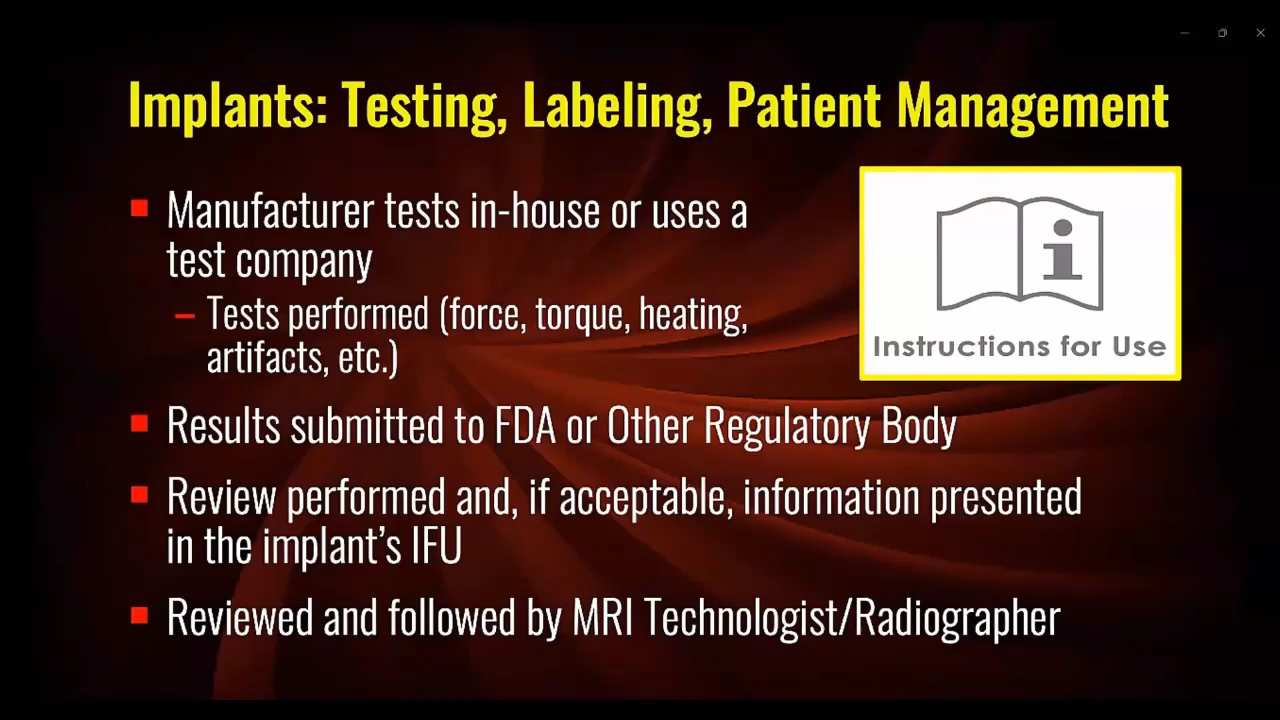 Implants: Testing, Labeling, Patient Management
■ Manufacturer tests in-house or uses a
test company
– Tests performed (force, torque, heating,
artifacts, etc.)
■ Results submitted to FDA or Other Regulatory Body
■ Review performed and, if acceptable, information presented
in the implant’s IFU
■ Reviewed and followed by MRI Technologist/Radiographer
i
Instructions for Use